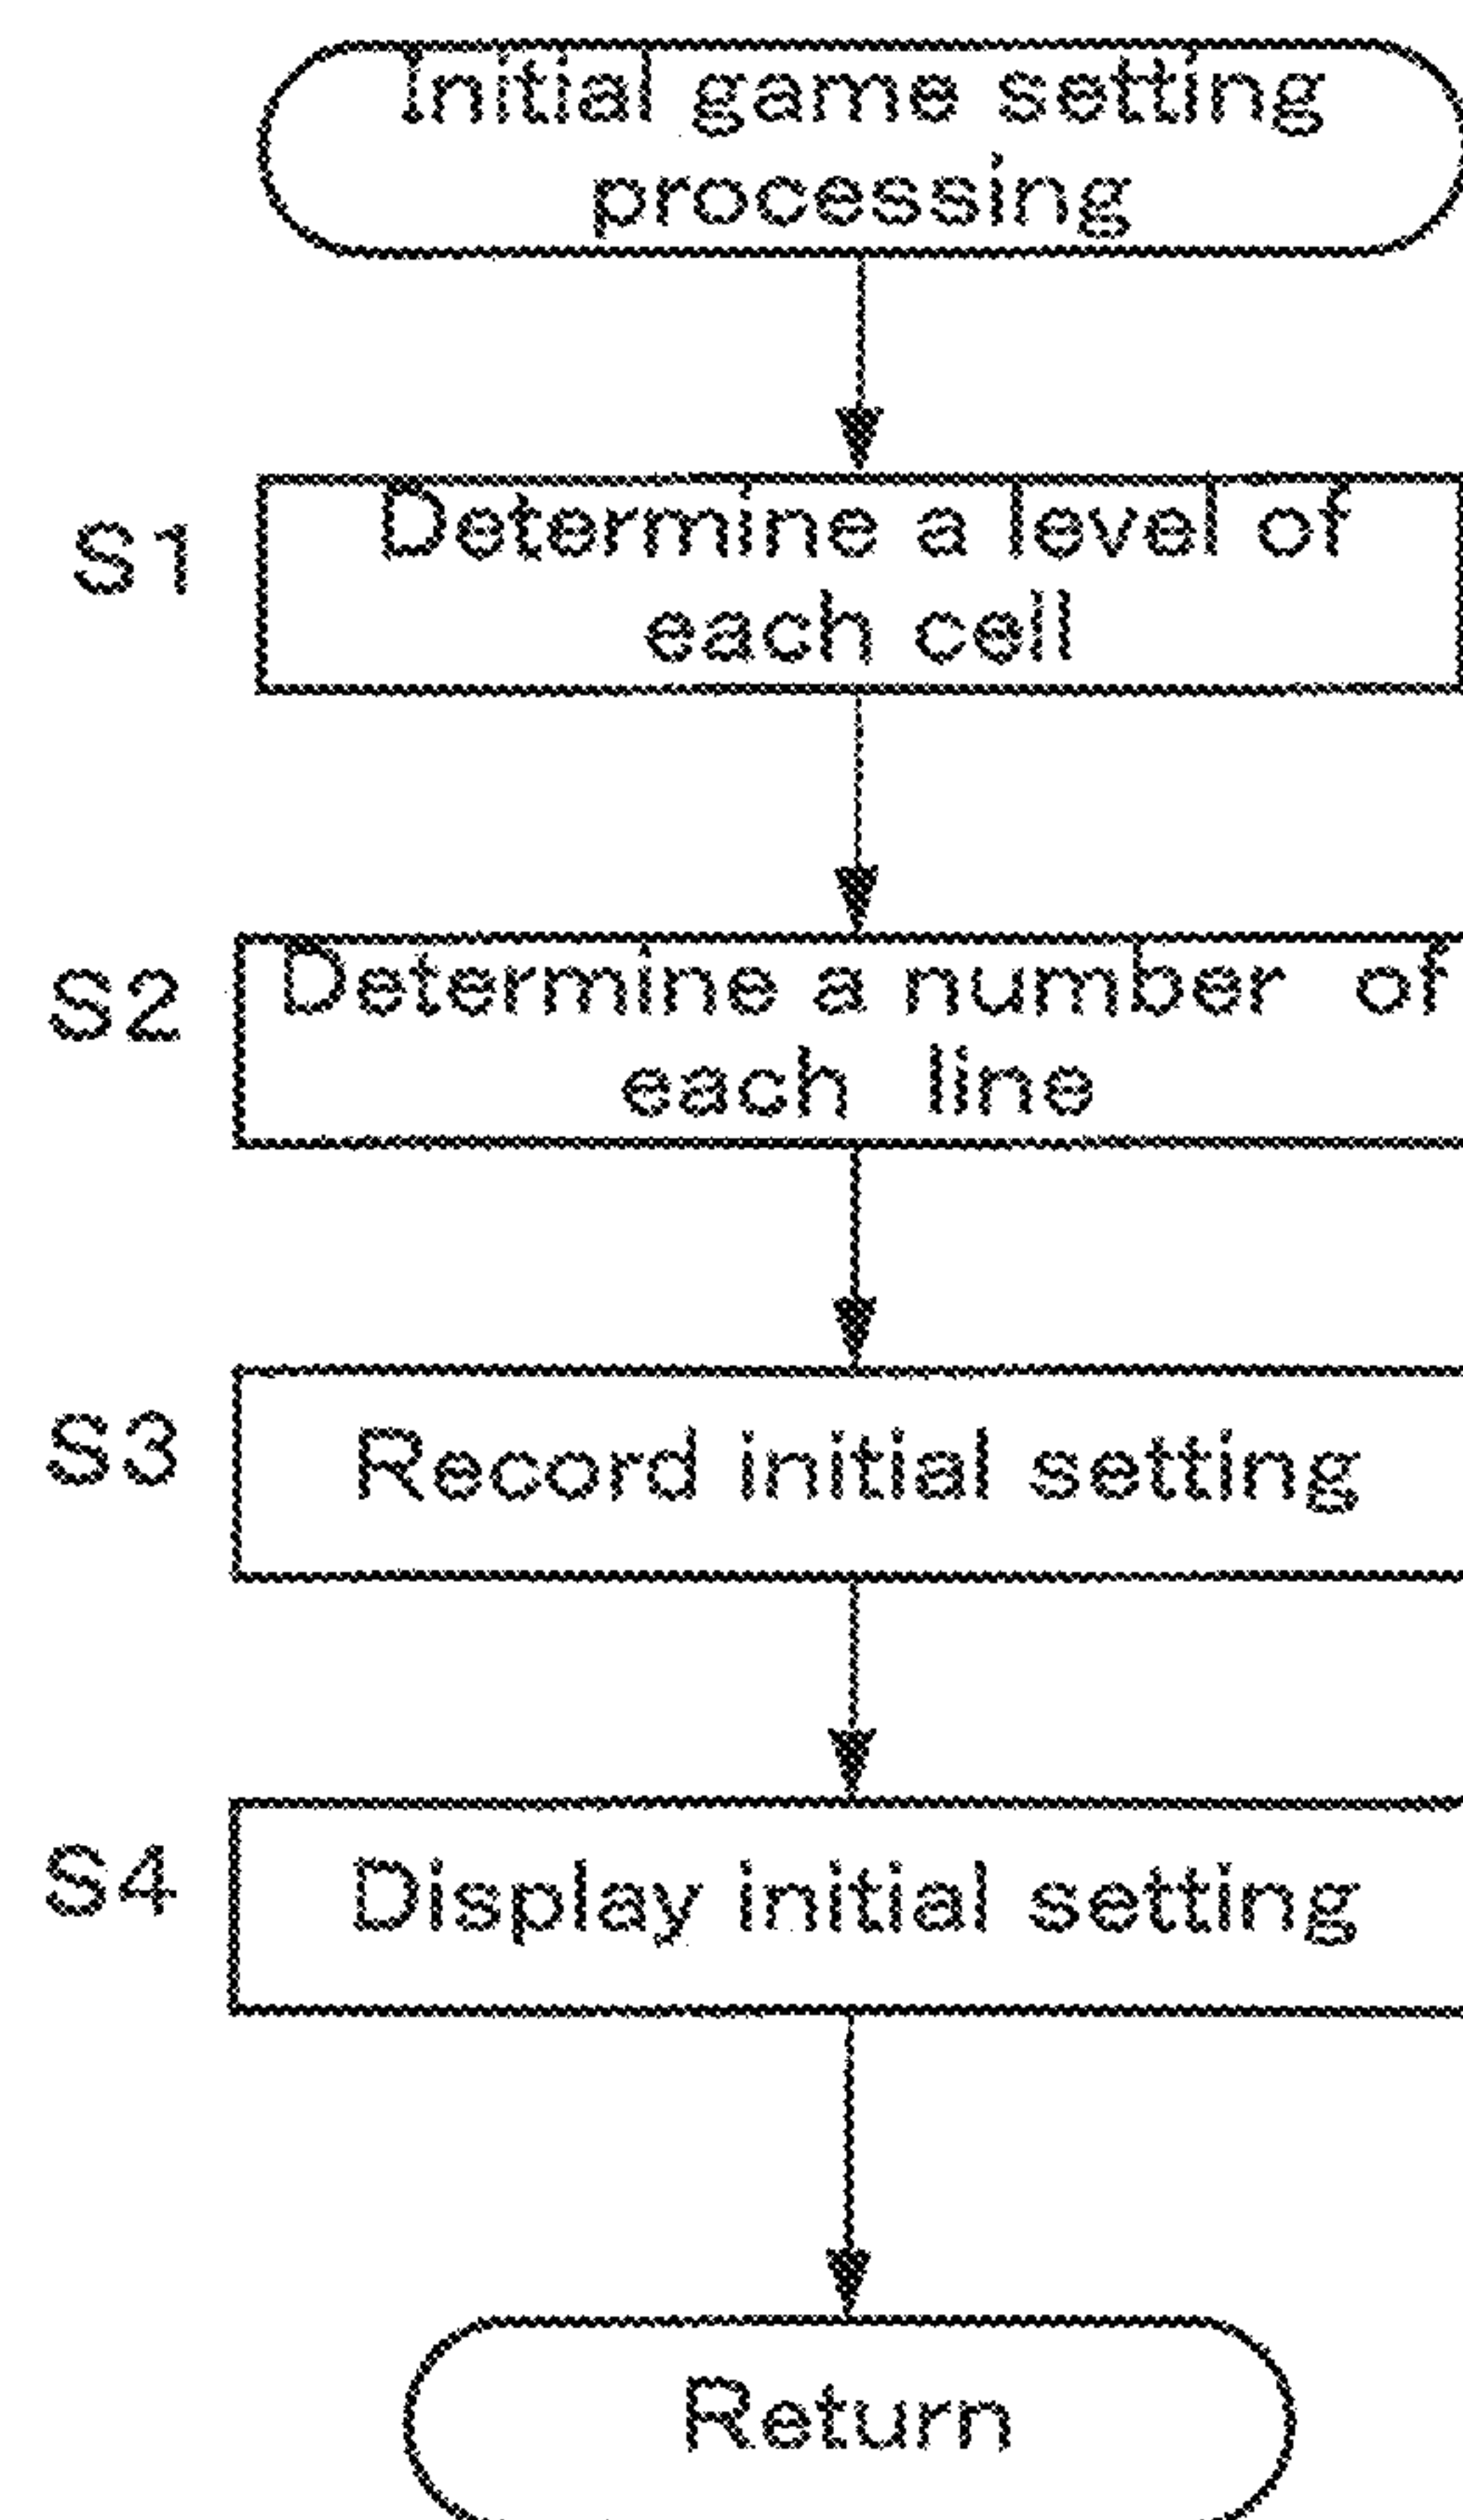 Initial game setting
processing
S1
Determine a level of
each cell
S2
Determine a number of
each line
S3
Record initial setting
S4
Display initial setting
Return